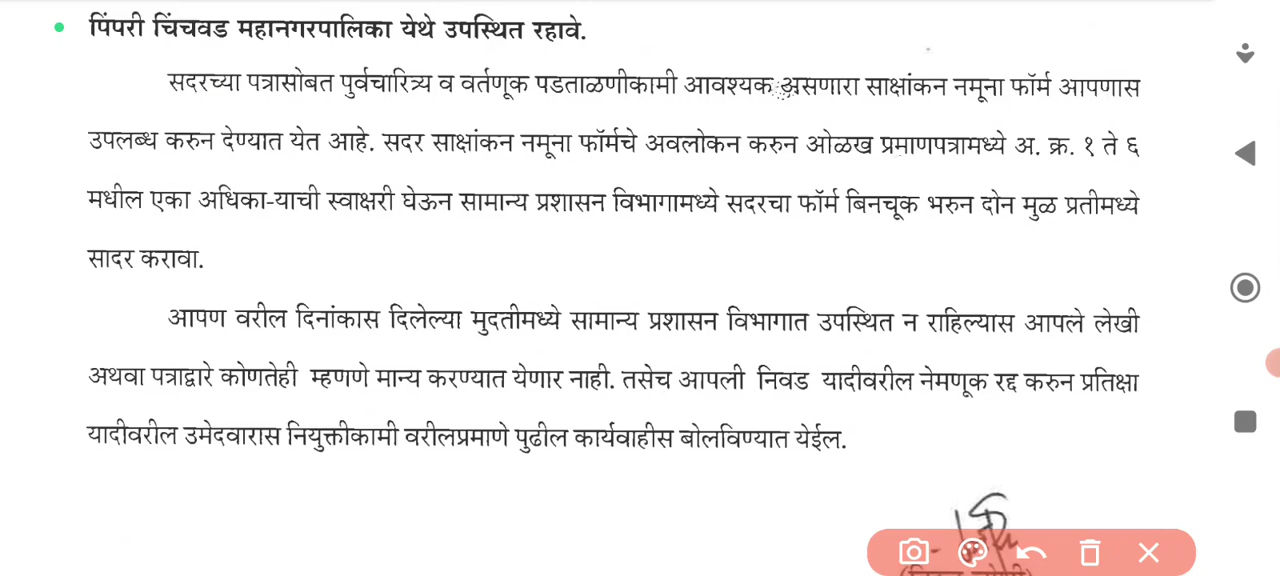 पिंपरी चिंचवड महानगरपालिका येथे उपस्थित रहावे.
सदरच्या पत्रासोबत पुर्वचारित्र्य व वर्तणूक पडताळणीकामी आवश्यक असणारा साक्षांकन नमूना फॉर्म आपणास
उपलब्ध करुन देण्यात येत आहे. सदर साक्षांकन नमूना फॉर्मचे अवलोकन करुन ओळख प्रमाणपत्रामध्ये अ. क्र. १ ते ६
मधील एका अधिका-याची स्वाक्षरी घेऊन सामान्य प्रशासन विभागामध्ये सदरचा फॉर्म बिनचूक भरुन दोन मुळ प्रतीमध्ये
सादर करावा.
आपण वरील दिनांकास दिलेल्या मुदतीमध्ये सामान्य प्रशासन विभागात उपस्थित न राहिल्यास आपले लेखी
अथवा पत्राद्वारे कोणतेही म्हणणे मान्य करण्यात येणार नाही. तसेच आपली निवड यादीवरील नेमणूक रद्द करुन प्रतिक्षा
यादीवरील उमेदवारास नियुक्तीकामी वरीलप्रमाणे पुढील कार्यवाहीस बोलविण्यात येईल.